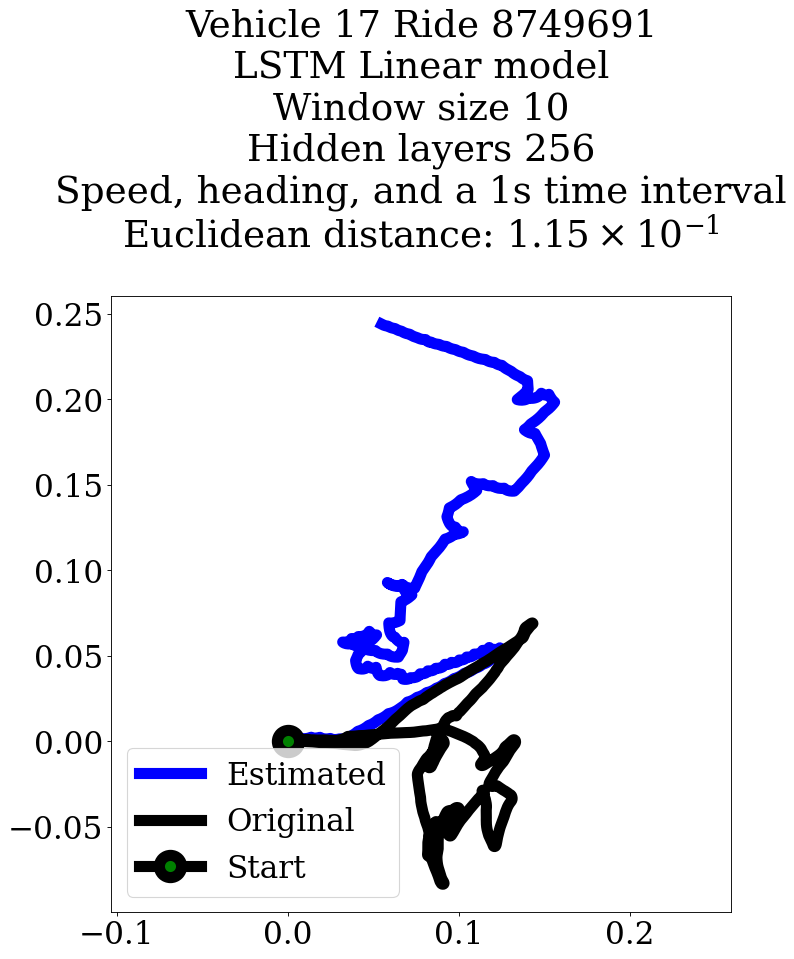 Vehicle 17 Ride 8749691
LSTM Linear model
Window size 10
Hidden layers 256
Speed, heading, and a 1s time interval
Euclidean distance: 1.15 × 10⁻¹
0.25
0.20
0.15
0.10
0.05
0.00
−0.05
Estimated
Original
Start
−0.1
0.0
0.1
0.2